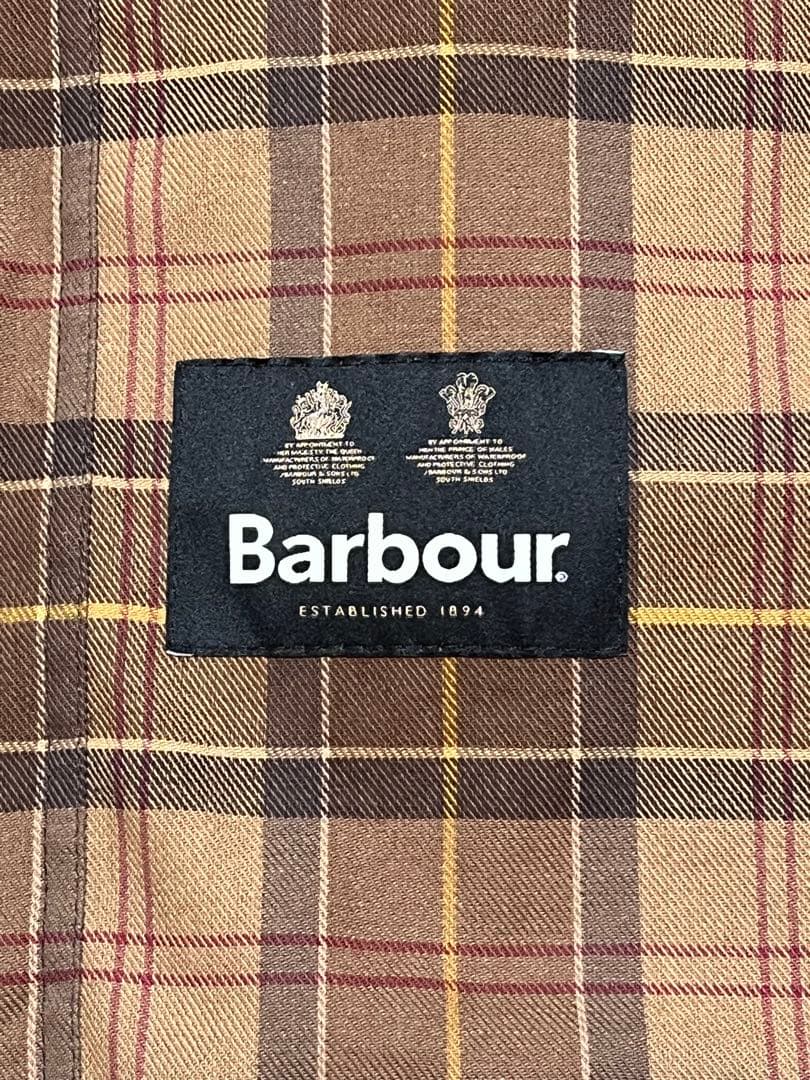 BY APPOINTMENT TO
HER MAJESTY THE QUEEN
MANUFACTURERS OF WATERPROOF
AND PROTECTIVE CLOTHING
J BARBOUR & SONS LTD
SOUTH SHIELDS
BY APPOINTMENT TO
HRH THE PRINCE OF WALES
MANUFACTURERS OF WATERPROOF
AND PROTECTIVE CLOTHING
J BARBOUR & SONS LTD
SOUTH SHIELDS
Barbour®
ESTABLISHED 1894